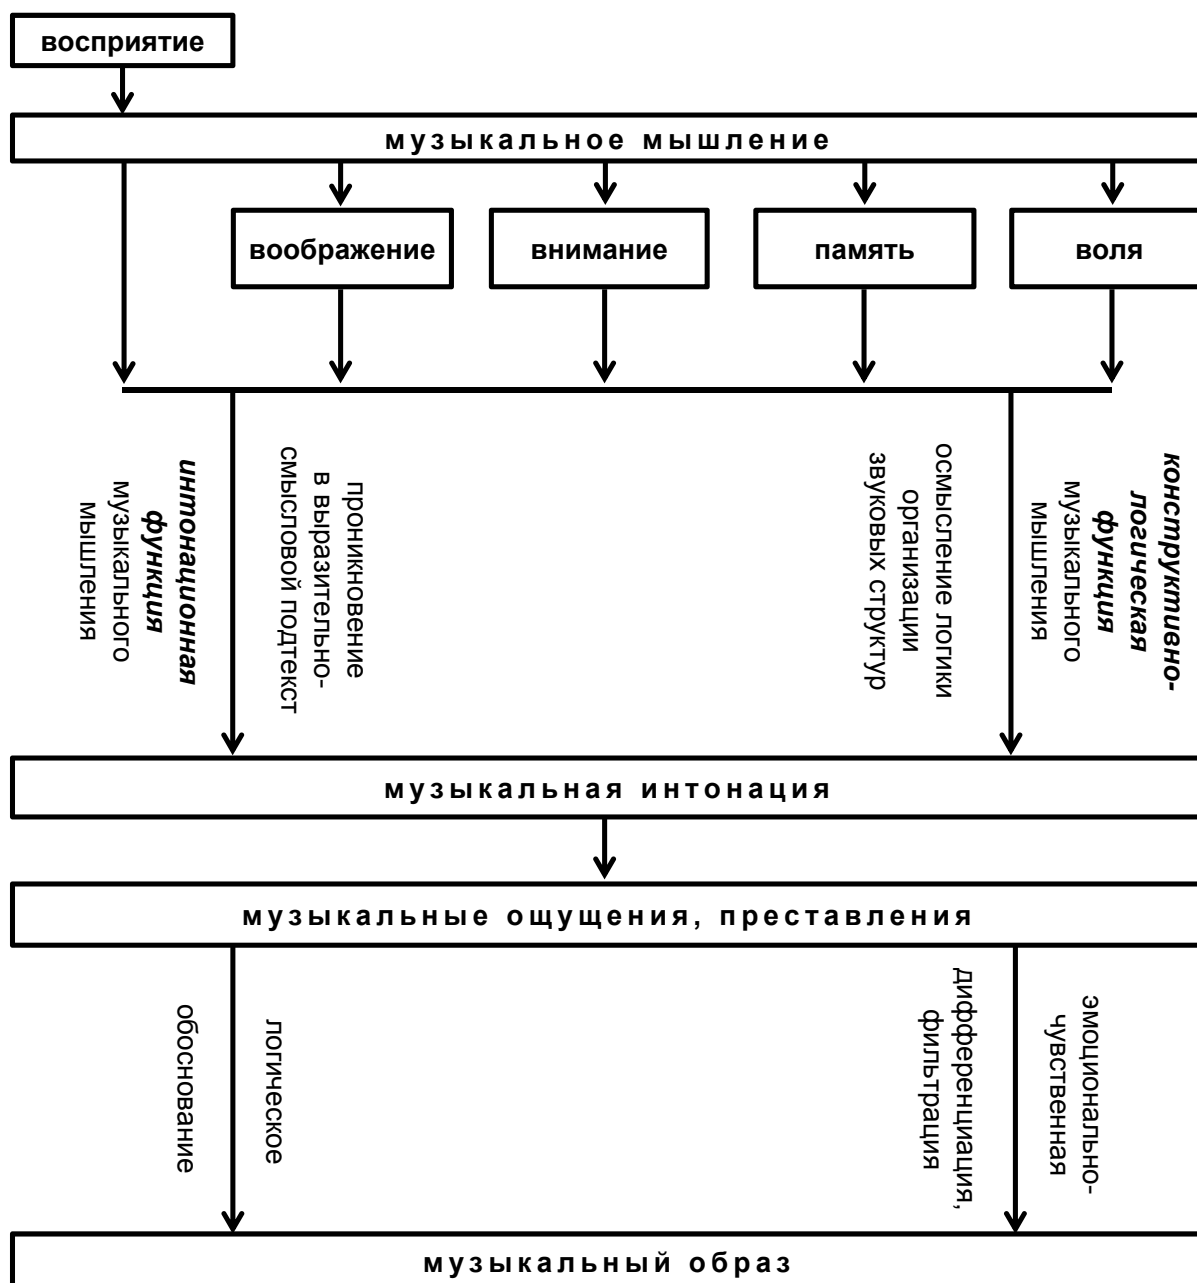 восприятие
музыкальное мышление
воображение
внимание
память
воля
интонационная
функция
музыкального
мышления
проникновение
в выразительно-
смысловой подтекст
осмысление логики
организации
звуковых структур
конструктивно-
логическая
функция
музыкального
мышления
музыкальная интонация
музыкальные ощущения, преставления
логическое
обоснование
эмоционально-
чувственная
дифференциация,
фильтрация
музыкальный образ